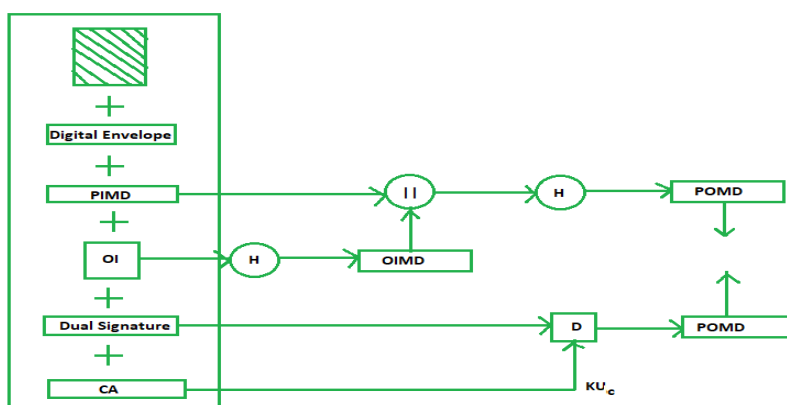 Digital Envelope
PIMD
||
H
POMD
OI
H
OIMD
Dual Signature
D
POMD
CA
KUc